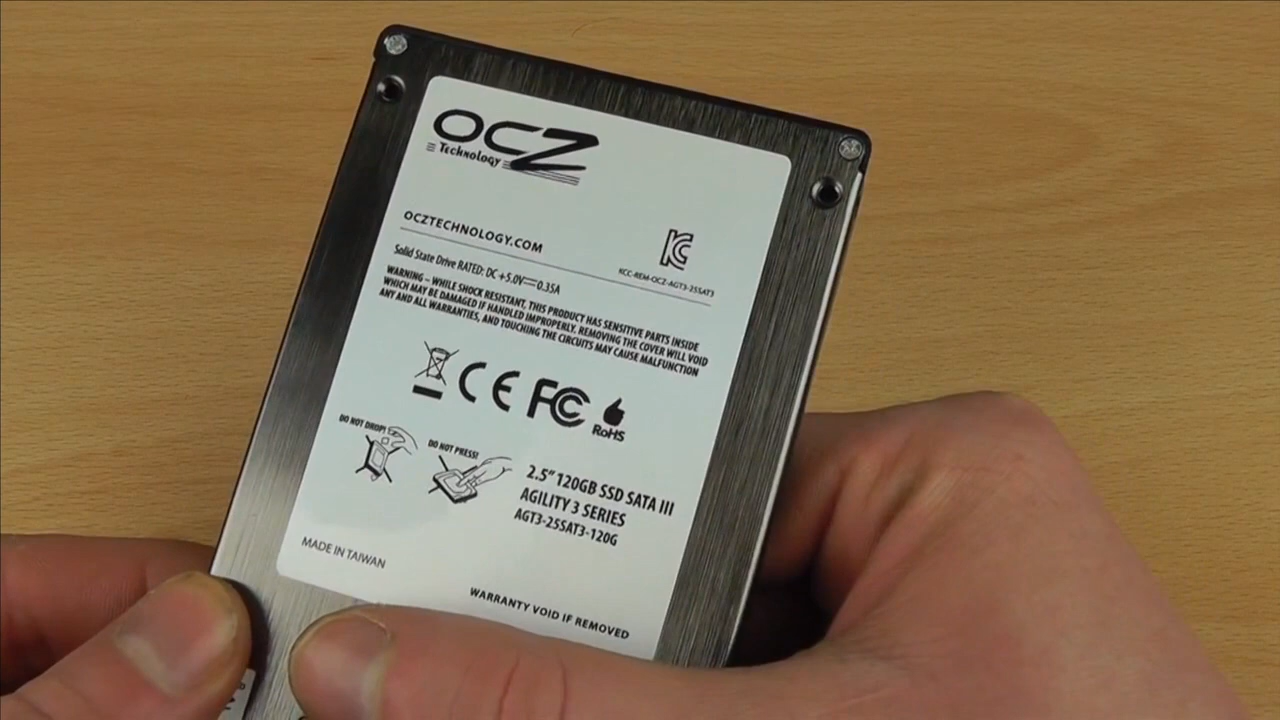 OCZ
Technology
OCZTECHNOLOGY.COM
KCC-REM-OCZ-AGT3-25SAT3
Solid State Drive RATED: DC +5.0V⎓0.35A
WARNING – WHILE SHOCK RESISTANT, THIS PRODUCT HAS SENSITIVE PARTS INSIDE
WHICH MAY BE DAMAGED IF HANDLED IMPROPERLY. REMOVING THE COVER WILL VOID
ANY AND ALL WARRANTIES, AND TOUCHING THE CIRCUITS MAY CAUSE MALFUNCTION
CE FC RoHS
DO NOT DROP! DO NOT PRESS!
2.5" 120GB SSD SATA III
AGILITY 3 SERIES
AGT3-25SAT3-120G
MADE IN TAIWAN
WARRANTY VOID IF REMOVED